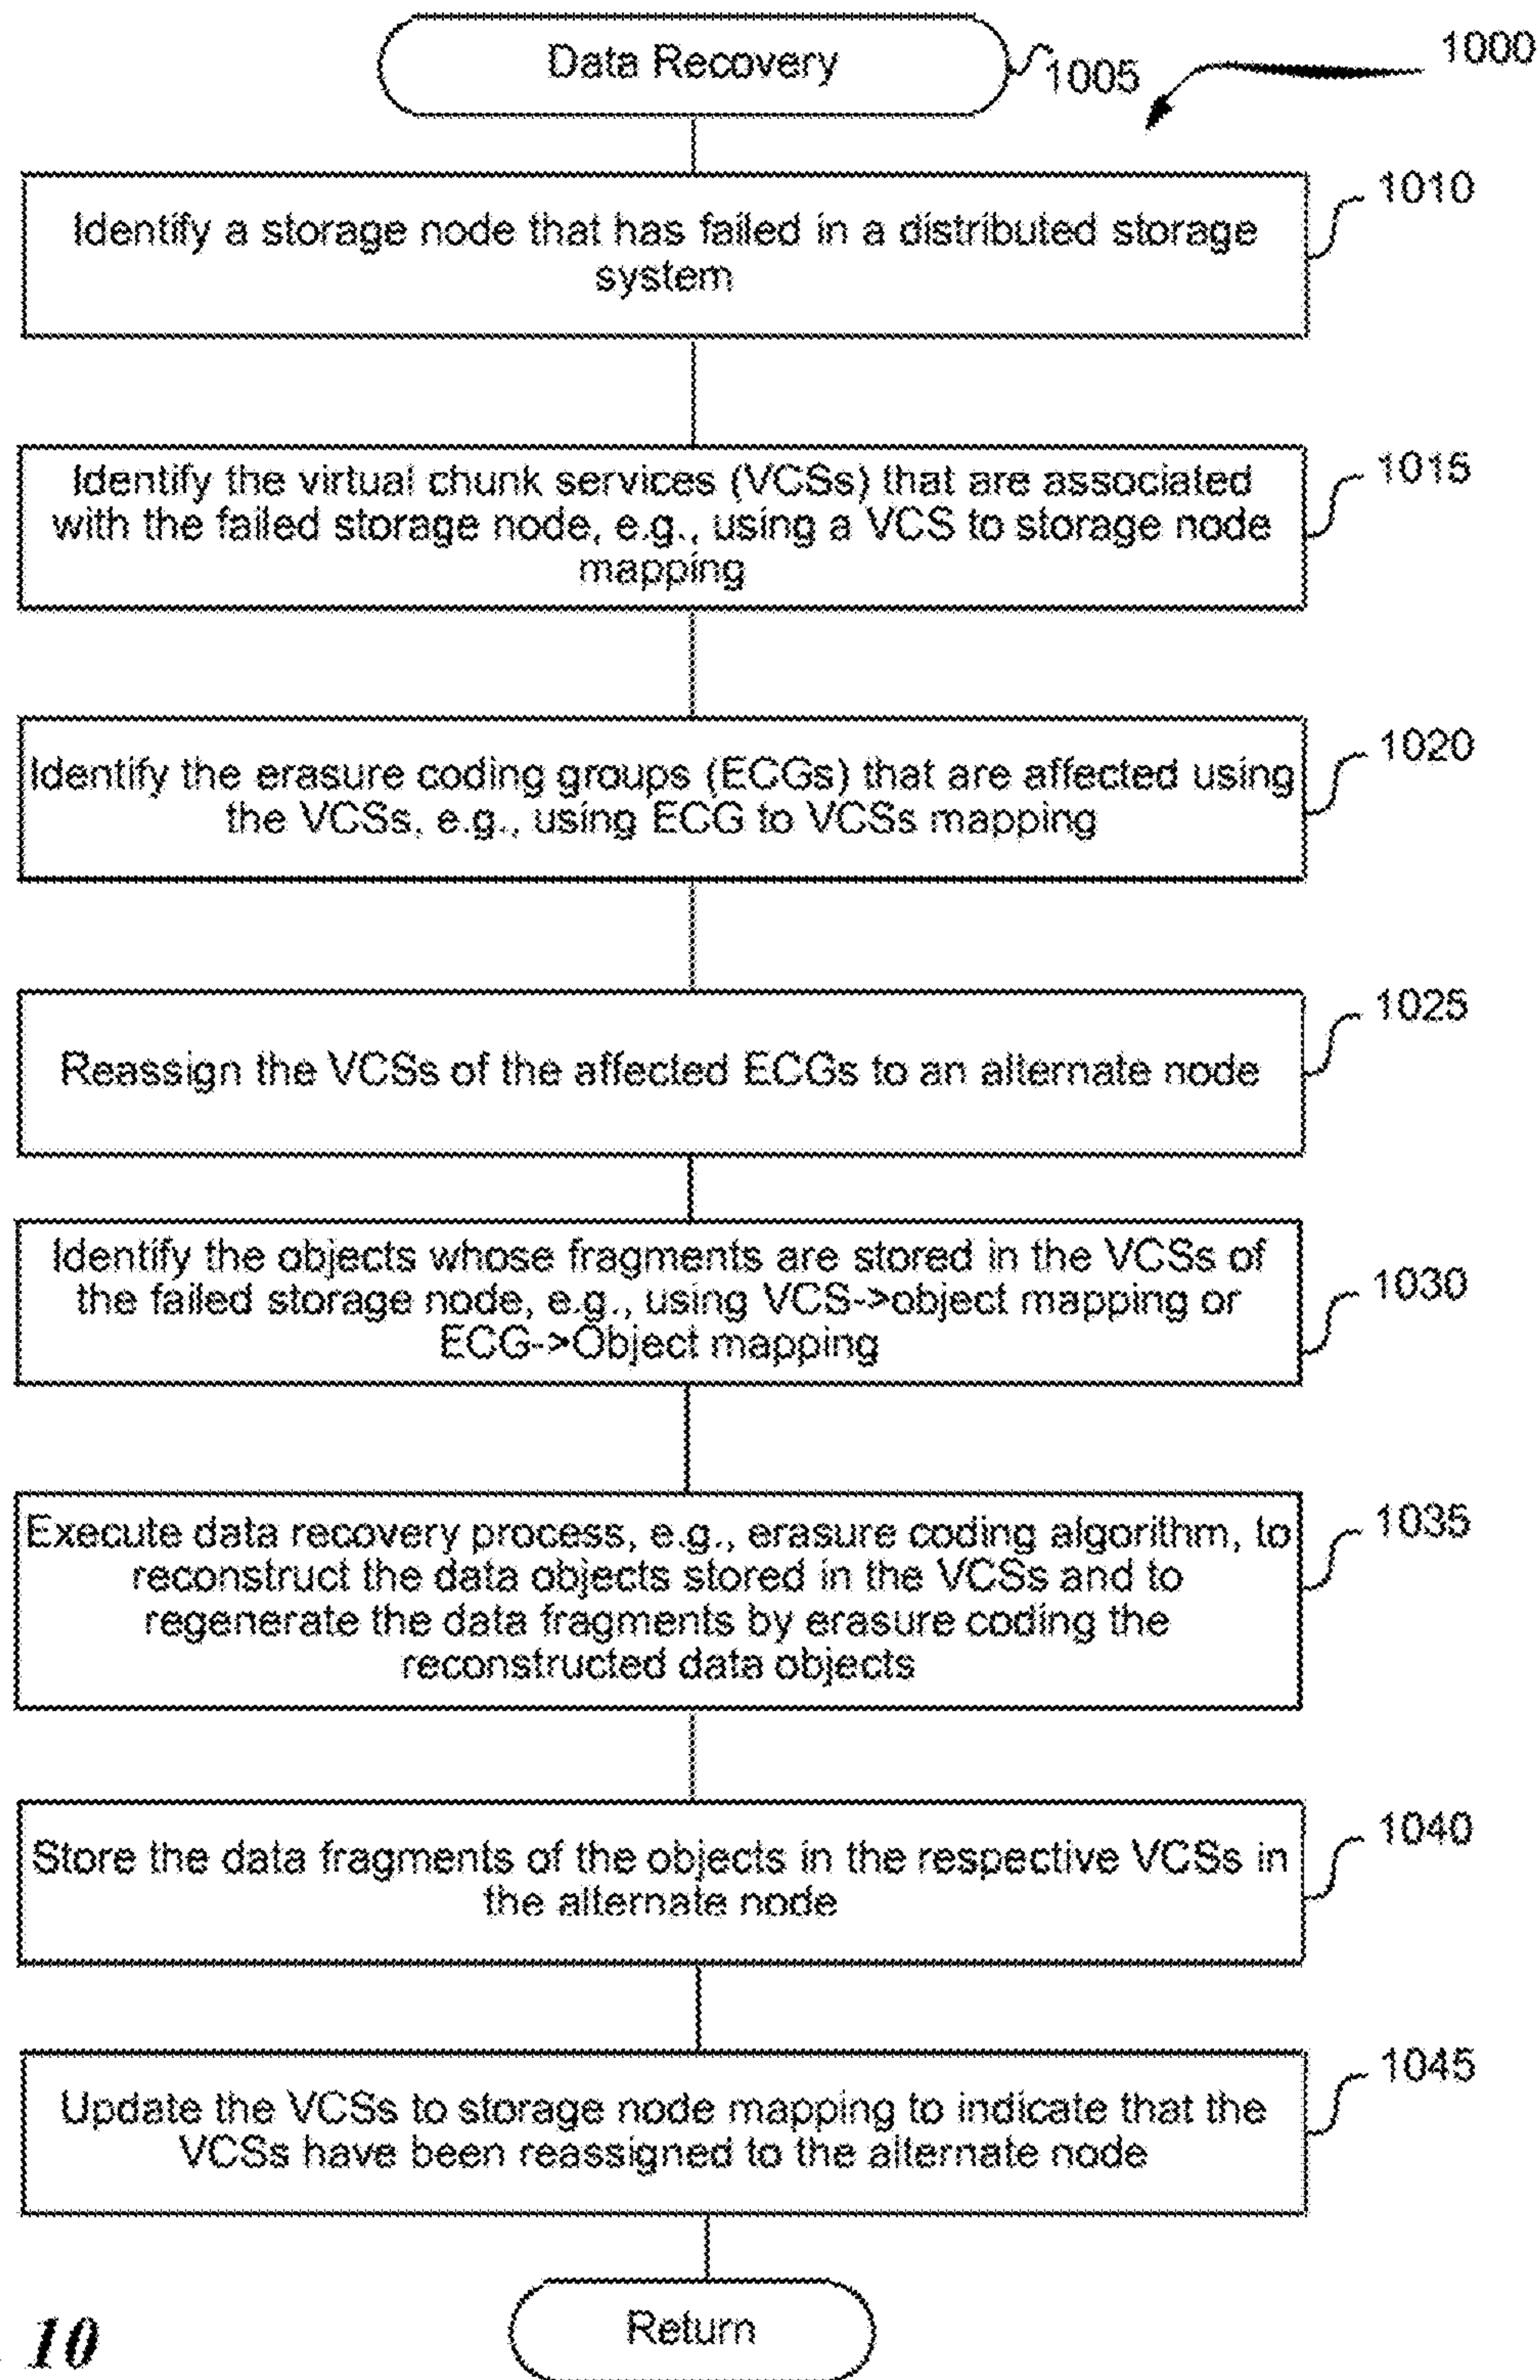 Data Recovery
1005
1000
Identify a storage node that has failed in a distributed storage
system
1010
Identify the virtual chunk services (VCSs) that are associated
with the failed storage node, e.g., using a VCS to storage node
mapping
1015
Identify the erasure coding groups (ECGs) that are affected using
the VCSs, e.g., using ECG to VCSs mapping
1020
Reassign the VCSs of the affected ECGs to an alternate node
1025
Identify the objects whose fragments are stored in the VCSs of
the failed storage node, e.g., using VCS->object mapping or
ECG->Object mapping
1030
Execute data recovery process, e.g., erasure coding algorithm, to
reconstruct the data objects stored in the VCSs and to
regenerate the data fragments by erasure coding the
reconstructed data objects
1035
Store the data fragments of the objects in the respective VCSs in
the alternate node
1040
Update the VCSs to storage node mapping to indicate that the
VCSs have been reassigned to the alternate node
1045
Return
10